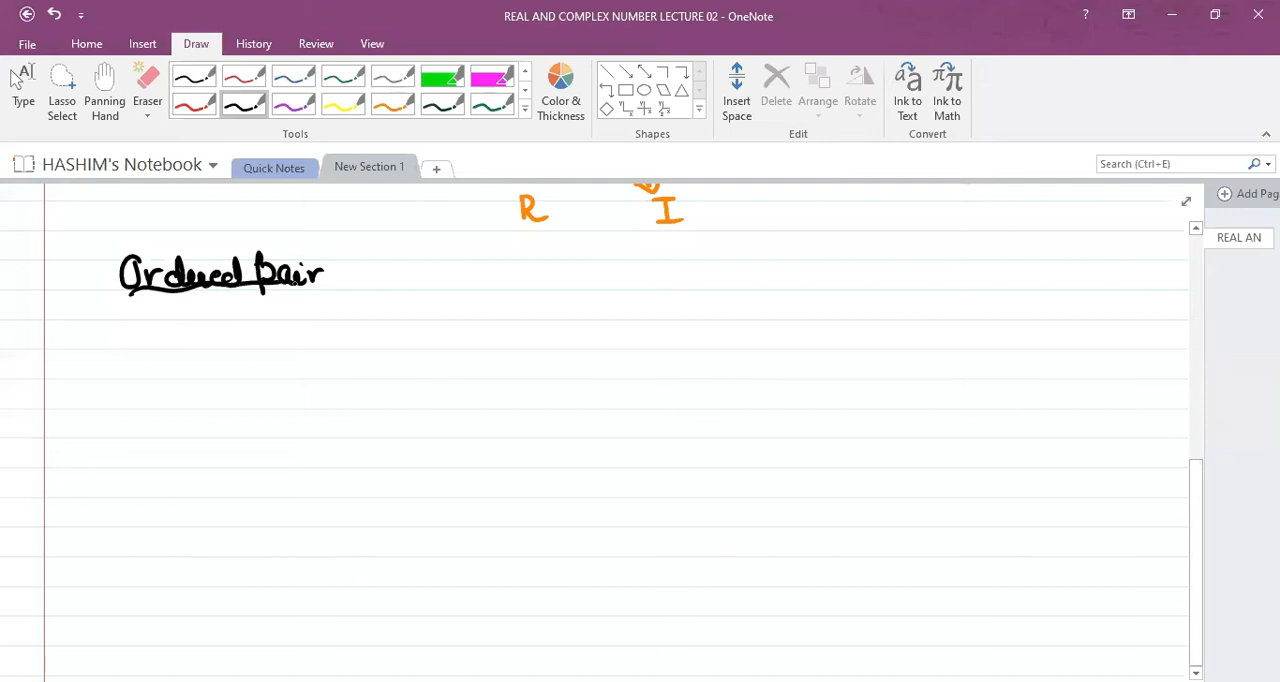 REAL AND COMPLEX NUMBER LECTURE 02 - OneNote
?
File Home Insert Draw History Review View
Type Lasso Select Panning Hand Eraser Color & Thickness Insert Space Delete Arrange Rotate Ink to Text Ink to Math
Tools Shapes Edit Convert
HASHIM's Notebook Quick Notes New Section 1 + Search (Ctrl+E)
Add Pag
R I
REAL AN
Ordered Pair